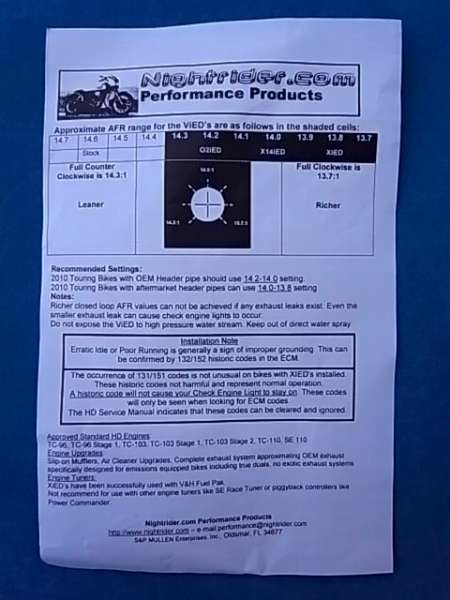 Nightrider.com
Performance Products
Approximate AFR range for the ViED's are as follows in the shaded cells:
14.7 14.6 14.5 14.4 14.3 14.2 14.1 14.0 13.9 13.8 13.7
Stock G2iED X14iED XiED
Full Counter Clockwise is 14.3:1
Leaner
14.0:1
14.3:1 13.7:1
Full Clockwise is 13.7:1
Richer
Recommended Settings:
2010 Touring Bikes with OEM Header pipe should use 14.2-14.0 setting.
2010 Touring Bikes with aftermarket header pipes can use 14.0-13.8 setting
Notes:
Richer closed loop AFR values can not be achieved if any exhaust leaks exist. Even the
smaller exhaust leak can cause check engine lights to occur.
Do not expose the ViED to high pressure water stream. Keep out of direct water spray
Installation Note
Erratic Idle or Poor Running is generally a sign of improper grounding. This can
be confirmed by 132/152 historic codes in the ECM.
The occurrence of 131/151 codes is not unusual on bikes with XIED's installed.
These historic codes not harmful and represent normal operation.
A historic code will not cause your Check Engine Light to stay on. These codes
will only be seen when looking for ECM codes.
The HD Service Manual indicates that these codes can be cleared and ignored.
Approved Standard HD Engines:
TC-96, TC-96 Stage 1, TC-103, TC-103 Stage 1, TC-103 Stage 2, TC-110, SE 110
Engine Upgrades:
Slip-on Mufflers, Air Cleaner Upgrades, Complete exhaust system approximating OEM exhaust
specifically designed for emissions equipped bikes including true duals, no exotic exhaust systems
Engine Tuners:
XiED's have been successfully used with V&H Fuel Pak.
Not recommend for use with other engine tuners like SE Race Tuner or piggyback controllers like
Power Commander.
Nightrider.com Performance Products
http://www.nightrider.com – e-mail:performance@nightrider.com
S&P MULLEN Enterprises, Inc., Oldsmar, FL 34677